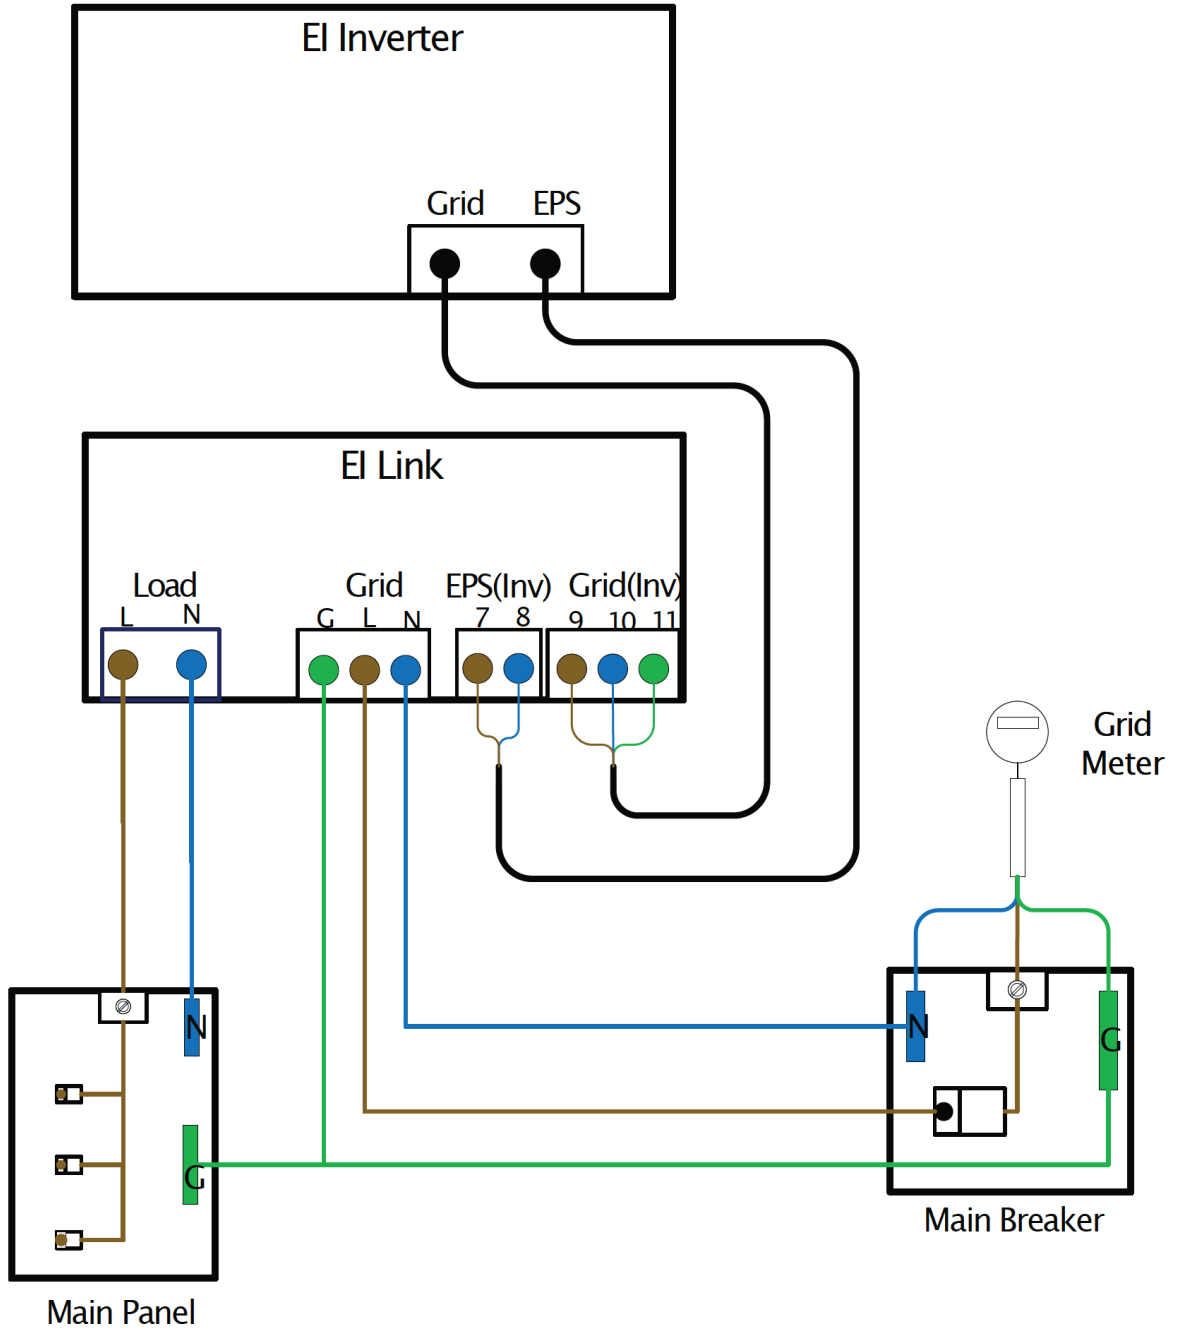 EI Inverter
Grid EPS
EI Link
Load Grid EPS(Inv) Grid(Inv)
L N G L N 7 8 9 10 11
Grid
Meter
N G
N
G
Main Breaker
Main Panel